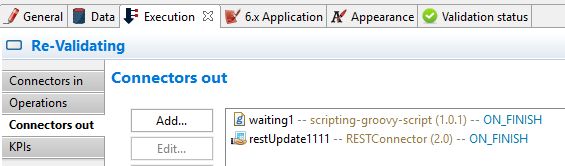 General Data Execution 6.x Application Appearance Validation status
Re-Validating
Connectors in
Operations
Connectors out
KPIs
Connectors out
Add...
Edit...
waiting1 -- scripting-groovy-script (1.0.1) -- ON_FINISH
restUpdate1111 -- RESTConnector (2.0) -- ON_FINISH